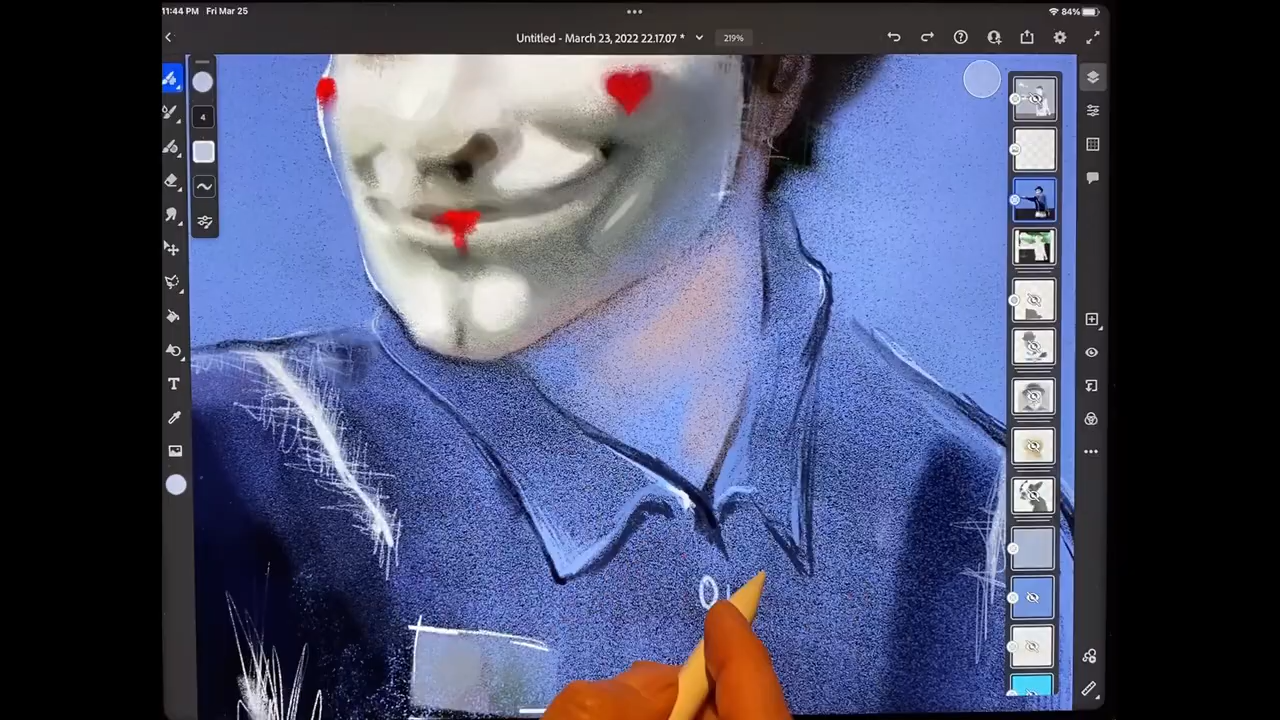 11:44 PM Fri Mar 25
84%
Untitled - March 23, 2022 22.17.07 *
219%
4
T